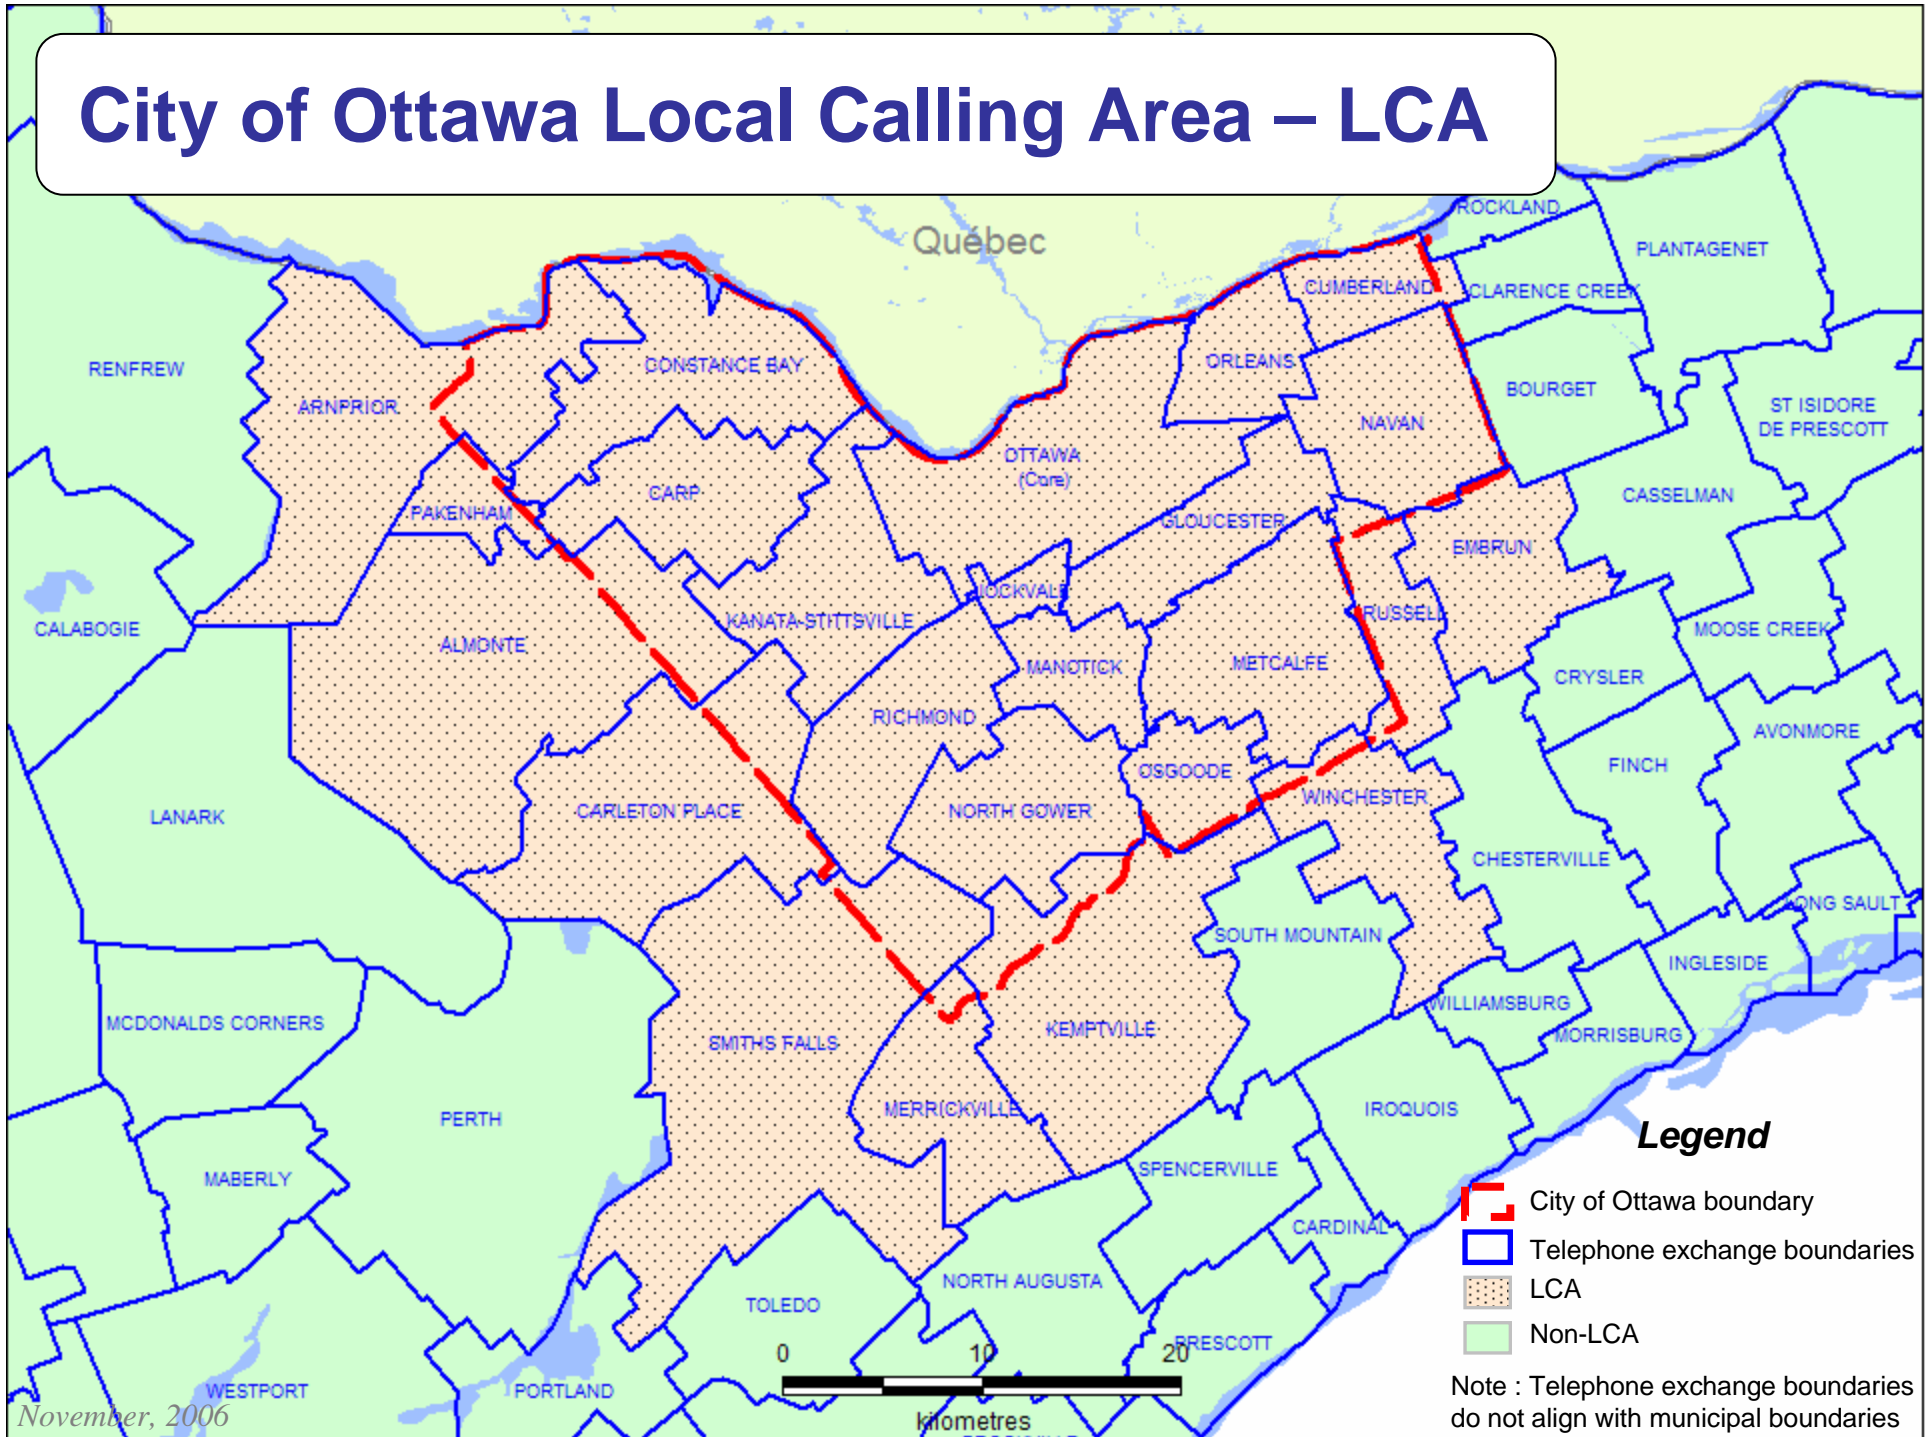 City of Ottawa Local Calling Area – LCA
Québec
ROCKLAND
PLANTAGENET
CUMBERLAND
CLARENCE CREEK
RENFREW
CONSTANCE BAY
ORLEANS
BOURGET
ARNPRIOR
ST ISIDORE
DE PRESCOTT
NAVAN
OTTAWA
(Core)
CARP
CASSELMAN
PAKENHAM
GLOUCESTER
EMBRUN
JOCKVALE
CALABOGIE
KANATA-STITTSVILLE
RUSSELL
MOOSE CREEK
ALMONTE
MANOTICK
METCALFE
CRYSLER
RICHMOND
AVONMORE
OSGOODE
FINCH
LANARK
CARLETON PLACE
NORTH GOWER
WINCHESTER
CHESTERVILLE
LONG SAULT
SOUTH MOUNTAIN
INGLESIDE
MCDONALDS CORNERS
SMITHS FALLS
KEMPTVILLE
WILLIAMSBURG
MORRISBURG
PERTH
MERRICKVILLE
IROQUOIS
MABERLY
SPENCERVILLE
CARDINAL
NORTH AUGUSTA
TOLEDO
PRESCOTT
WESTPORT
PORTLAND
0 10 20
kilometres
November, 2006
Legend
City of Ottawa boundary
Telephone exchange boundaries
LCA
Non-LCA
Note : Telephone exchange boundaries
do not align with municipal boundaries